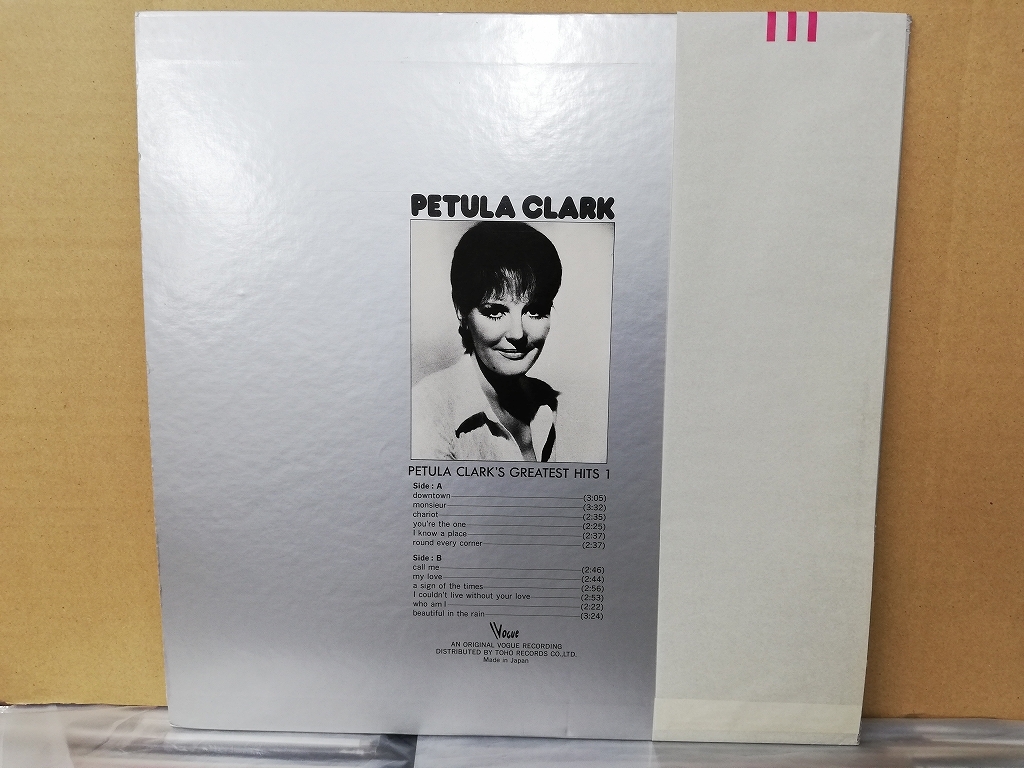 PETULA CLARK
PETULA CLARK'S GREATEST HITS 1
Side : A
downtown (3:05)
monsieur (3:32)
chariot (2:35)
you're the one (2:25)
I know a place (2:37)
round every corner (2:37)
Side : B
call me (2:46)
my love (2:44)
a sign of the times (2:56)
I couldn't live without your love (2:53)
who am I (2:22)
beautiful in the rain (3:24)
Vogue
AN ORIGINAL VOGUE RECORDING
DISTRIBUTED BY TOHO RECORDS CO.,LTD.
Made in Japan